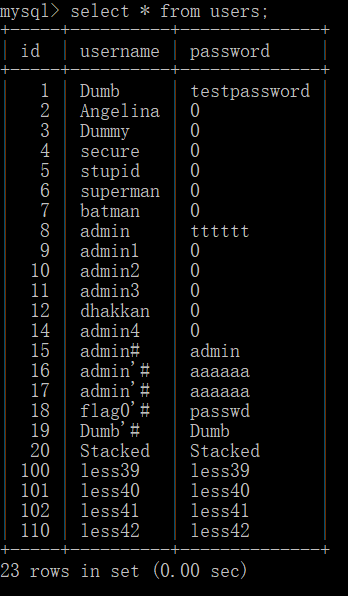 mysql> select * from users;
+-----+----------+--------------+
| id | username | password |
+-----+----------+--------------+
| 1 | Dumb | testpassword |
| 2 | Angelina | 0 |
| 3 | Dummy | 0 |
| 4 | secure | 0 |
| 5 | stupid | 0 |
| 6 | superman | 0 |
| 7 | batman | 0 |
| 8 | admin | tttttt |
| 9 | admin1 | 0 |
| 10 | admin2 | 0 |
| 11 | admin3 | 0 |
| 12 | dhakkan | 0 |
| 14 | admin4 | 0 |
| 15 | admin# | admin |
| 16 | admin'# | aaaaaa |
| 17 | admin'# | aaaaaa |
| 18 | flag0'# | passwd |
| 19 | Dumb'# | Dumb |
| 20 | Stacked | Stacked |
| 100 | less39 | less39 |
| 101 | less40 | less40 |
| 102 | less41 | less41 |
| 110 | less42 | less42 |
+-----+----------+--------------+
23 rows in set (0.00 sec)